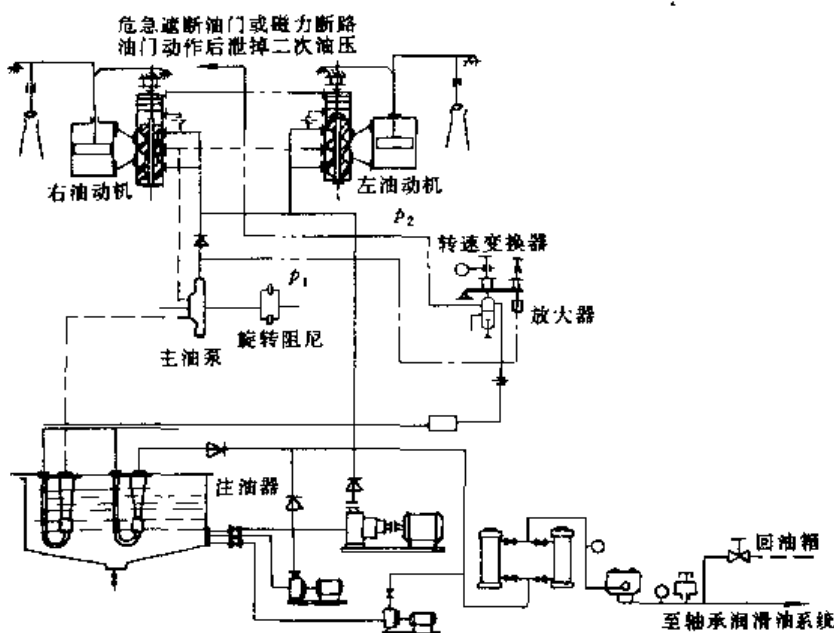 危急遮断油门或磁力断路
油门动作后泄掉二次油压
右油动机
左油动机
p₂
转速变换器
p₁
放大器
旋转阻尼
主油泵
注油器
回油箱
至轴承润滑油系统